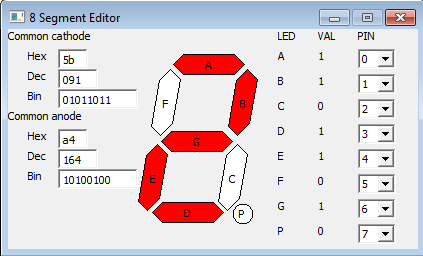 8 Segment Editor
Common cathode
Hex 5b
Dec 091
Bin 01011011
Common anode
Hex a4
Dec 164
Bin 10100100
A
F
B
G
E
C
D
P
LED VAL PIN
A 1 0
B 1 1
C 0 2
D 1 3
E 1 4
F 0 5
G 1 6
P 0 7